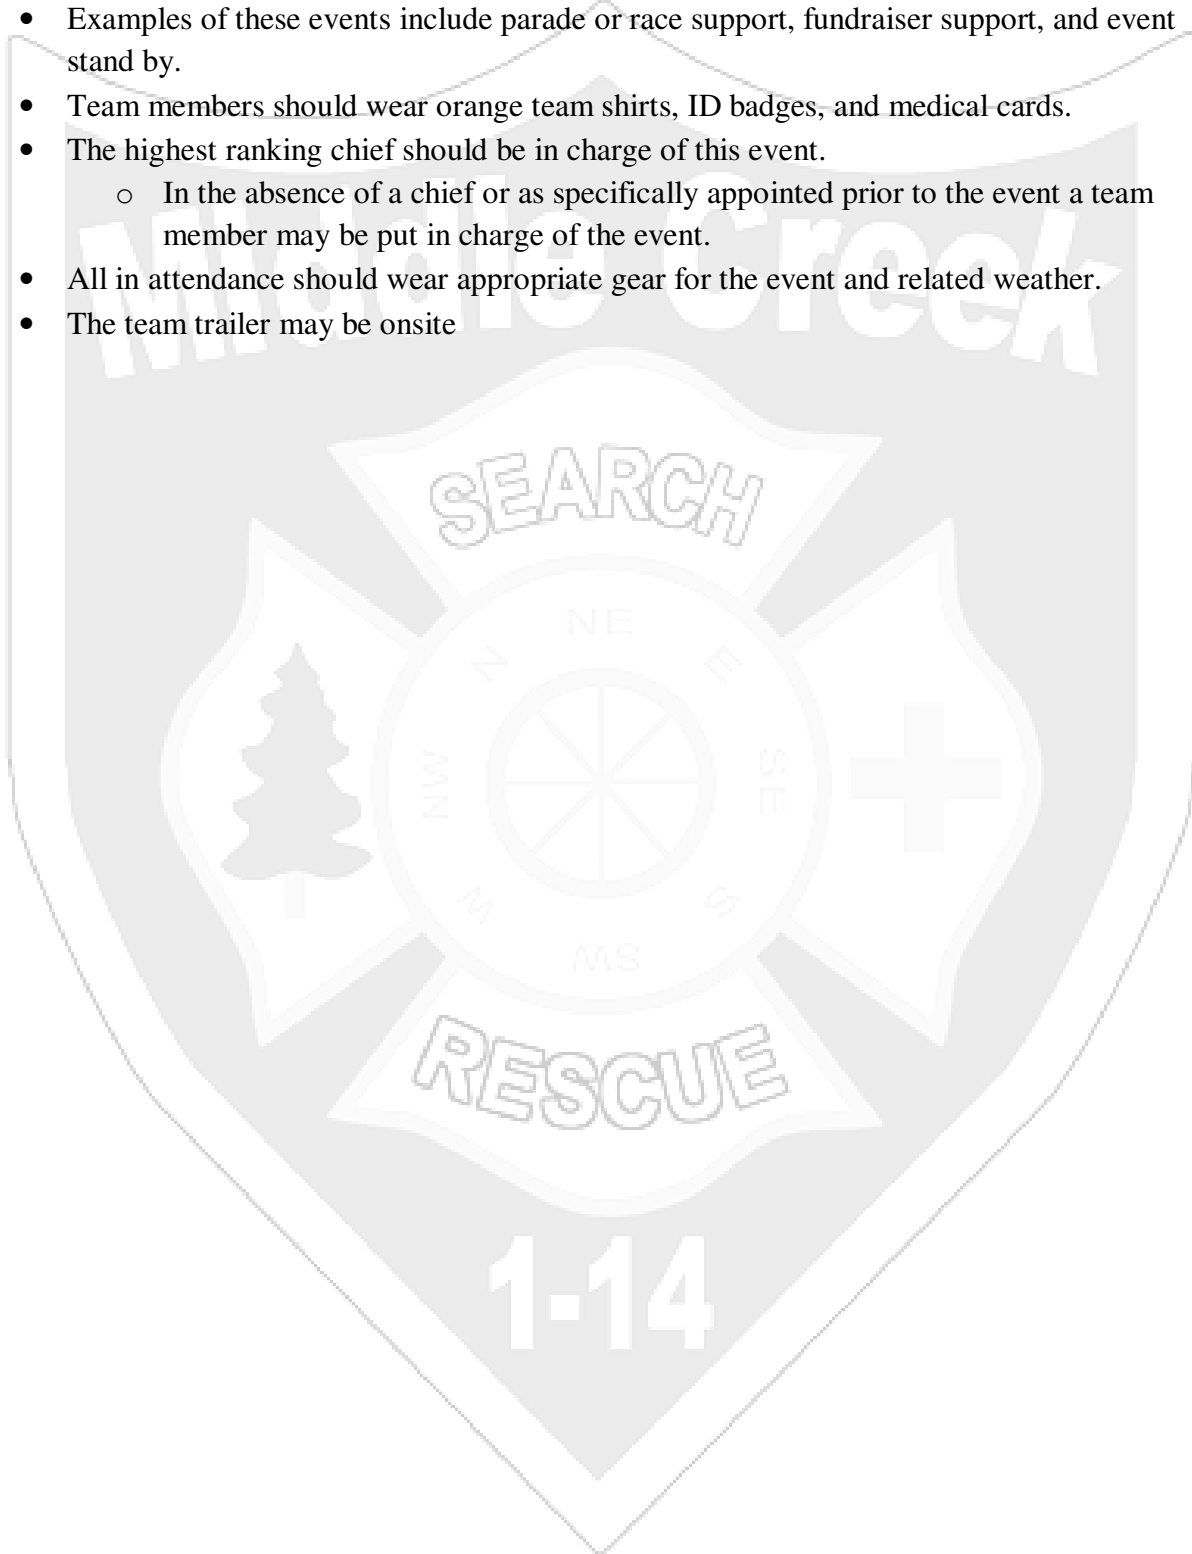 • Examples of these events include parade or race support, fundraiser support, and event
stand by.
• Team members should wear orange team shirts, ID badges, and medical cards.
• The highest ranking chief should be in charge of this event.
o In the absence of a chief or as specifically appointed prior to the event a team
member may be put in charge of the event.
• All in attendance should wear appropriate gear for the event and related weather.
• The team trailer may be onsite
Middle Creek
SEARCH
NE
N
E
NW
SE
W
S
SW
RESCUE
1-14